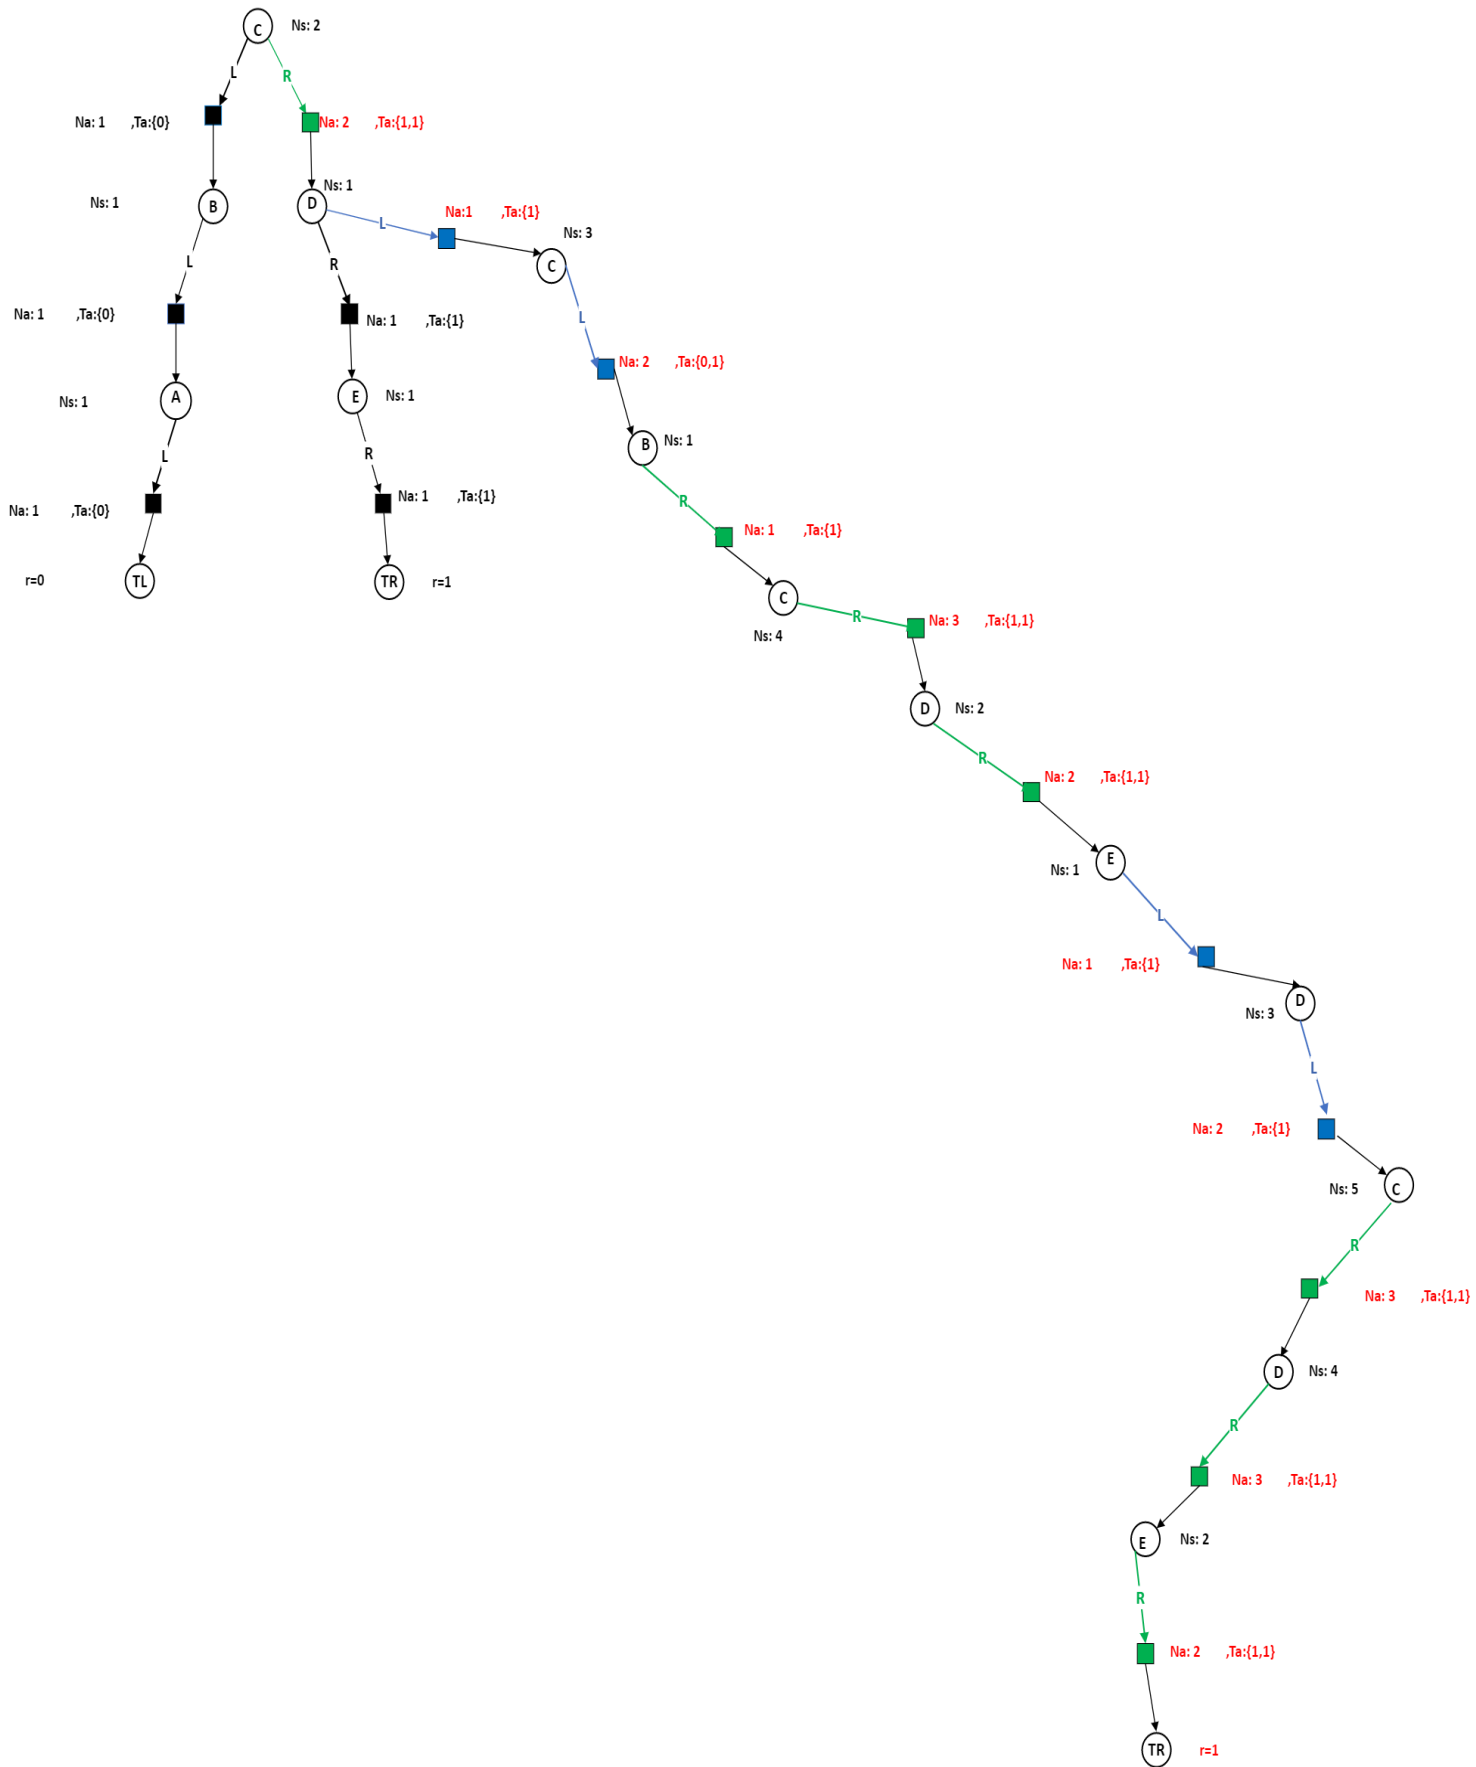 C Ns: 2
L R
Na: 1 ,Ta:{0} Na: 2 ,Ta:{1,1}
Ns: 1 B D Ns: 1
L Na:1 ,Ta:{1}
Ns: 3
C
L R
L
Na: 1 ,Ta:{0} Na: 1 ,Ta:{1}
Na: 2 ,Ta:{0,1}
Ns: 1 A E Ns: 1
B Ns: 1
L R
R
Na: 1 ,Ta:{0} Na: 1 ,Ta:{1}
Na: 1 ,Ta:{1}
r=0 TL TR r=1
C
Ns: 4
R
Na: 3 ,Ta:{1,1}
D Ns: 2
R
Na: 2 ,Ta:{1,1}
Ns: 1 E
L
Na: 1 ,Ta:{1}
Ns: 3 D
L
Na: 2 ,Ta:{1}
Ns: 5 C
R
Na: 3 ,Ta:{1,1}
D Ns: 4
R
Na: 3 ,Ta:{1,1}
E Ns: 2
R
Na: 2 ,Ta:{1,1}
TR r=1